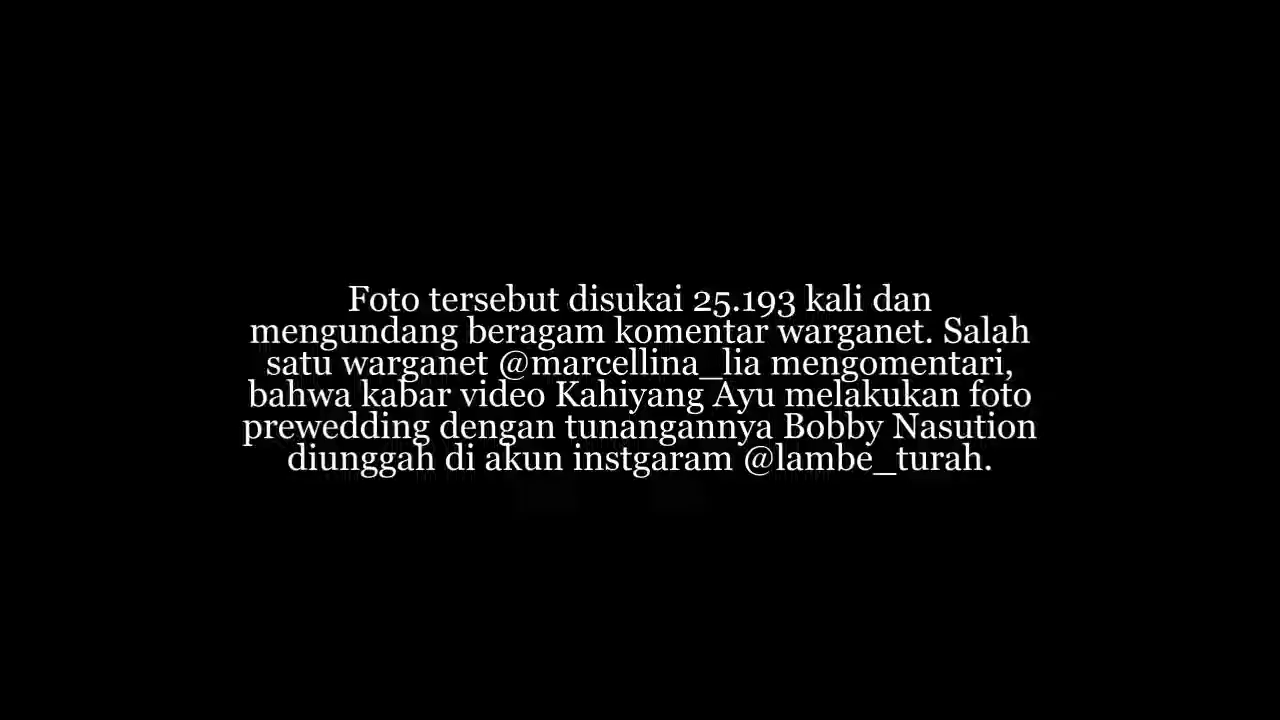 Foto tersebut disukai 25.193 kali dan
mengundang beragam komentar warganet. Salah
satu warganet @marcellina_lia mengomentari,
bahwa kabar video Kahiyang Ayu melakukan foto
prewedding dengan tunangannya Bobby Nasution
diunggah di akun instgaram @lambe_turah.